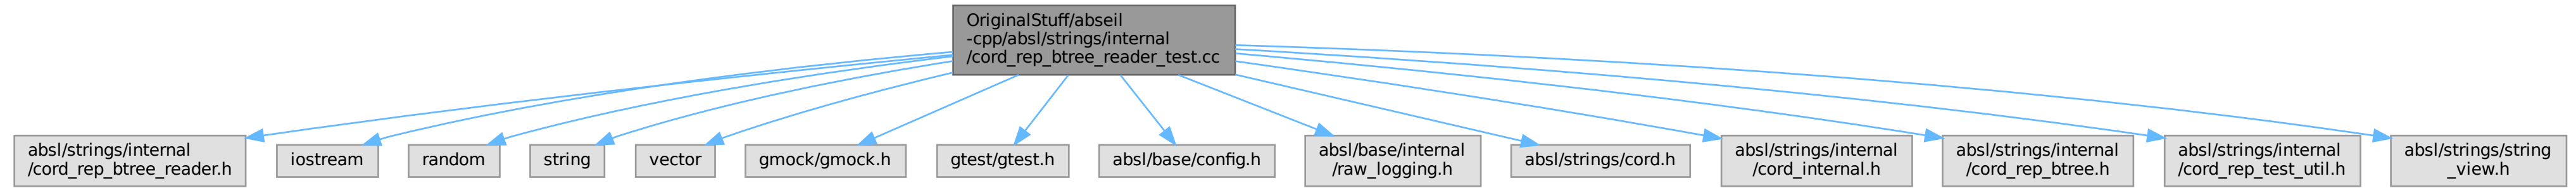 OriginalStuff/abseil
-cpp/absl/strings/internal
/cord_rep_btree_reader_test.cc
absl/strings/internal
/cord_rep_btree_reader.h
iostream
random
string
vector
gmock/gmock.h
gtest/gtest.h
absl/base/config.h
absl/base/internal
/raw_logging.h
absl/strings/cord.h
absl/strings/internal
/cord_internal.h
absl/strings/internal
/cord_rep_btree.h
absl/strings/internal
/cord_rep_test_util.h
absl/strings/string
_view.h